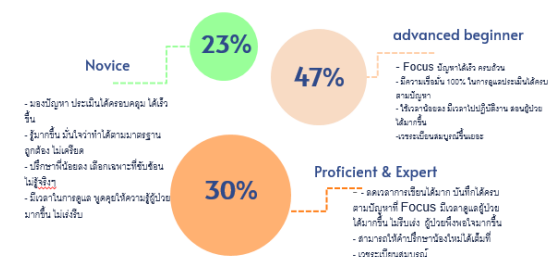 Novice
23%
- มองปัญหา ประเมินได้ครอบคลุม ได้เร็ว
ขึ้น
- รู้มากขึ้น มั่นใจว่าทำได้ตามมาตรฐาน
ถูกต้อง ไม่เครียด
- ปรึกษาพี่น้อยลง เลือกเฉพาะที่ซับซ้อน
ไม่รู้จริงๆ
- มีเวลาในการดูแล พูดคุยให้ความรู้ผู้ป่วย
มากขึ้น ไม่เร่งรีบ
advanced beginner
47%
- Focus ปัญหาได้เร็ว ครบถ้วน
- มีความเชื่อมั่น 100% ในการดูแลประเมินได้ครบ
ตามปัญหา
- ใช้เวลาน้อยลง มีเวลาไปปฏิบัติงาน สอนผู้ป่วย
ได้มากขึ้น
-เวชระเบียนสมบูรณ์ขึ้นเยอะ
Proficient & Expert
30%
- - ลดเวลาการเขียนได้มาก บันทึกได้ครบ
ตามปัญหาที่ Focus มีเวลาดูแลผู้ป่วย
ได้มากขึ้น ไม่รีบเร่ง ผู้ป่วยพึงพอใจมากขึ้น
- สามารถให้คำปรึกษาน้องใหม่ได้เต็มที่
- เวชระเบียนสมบูรณ์